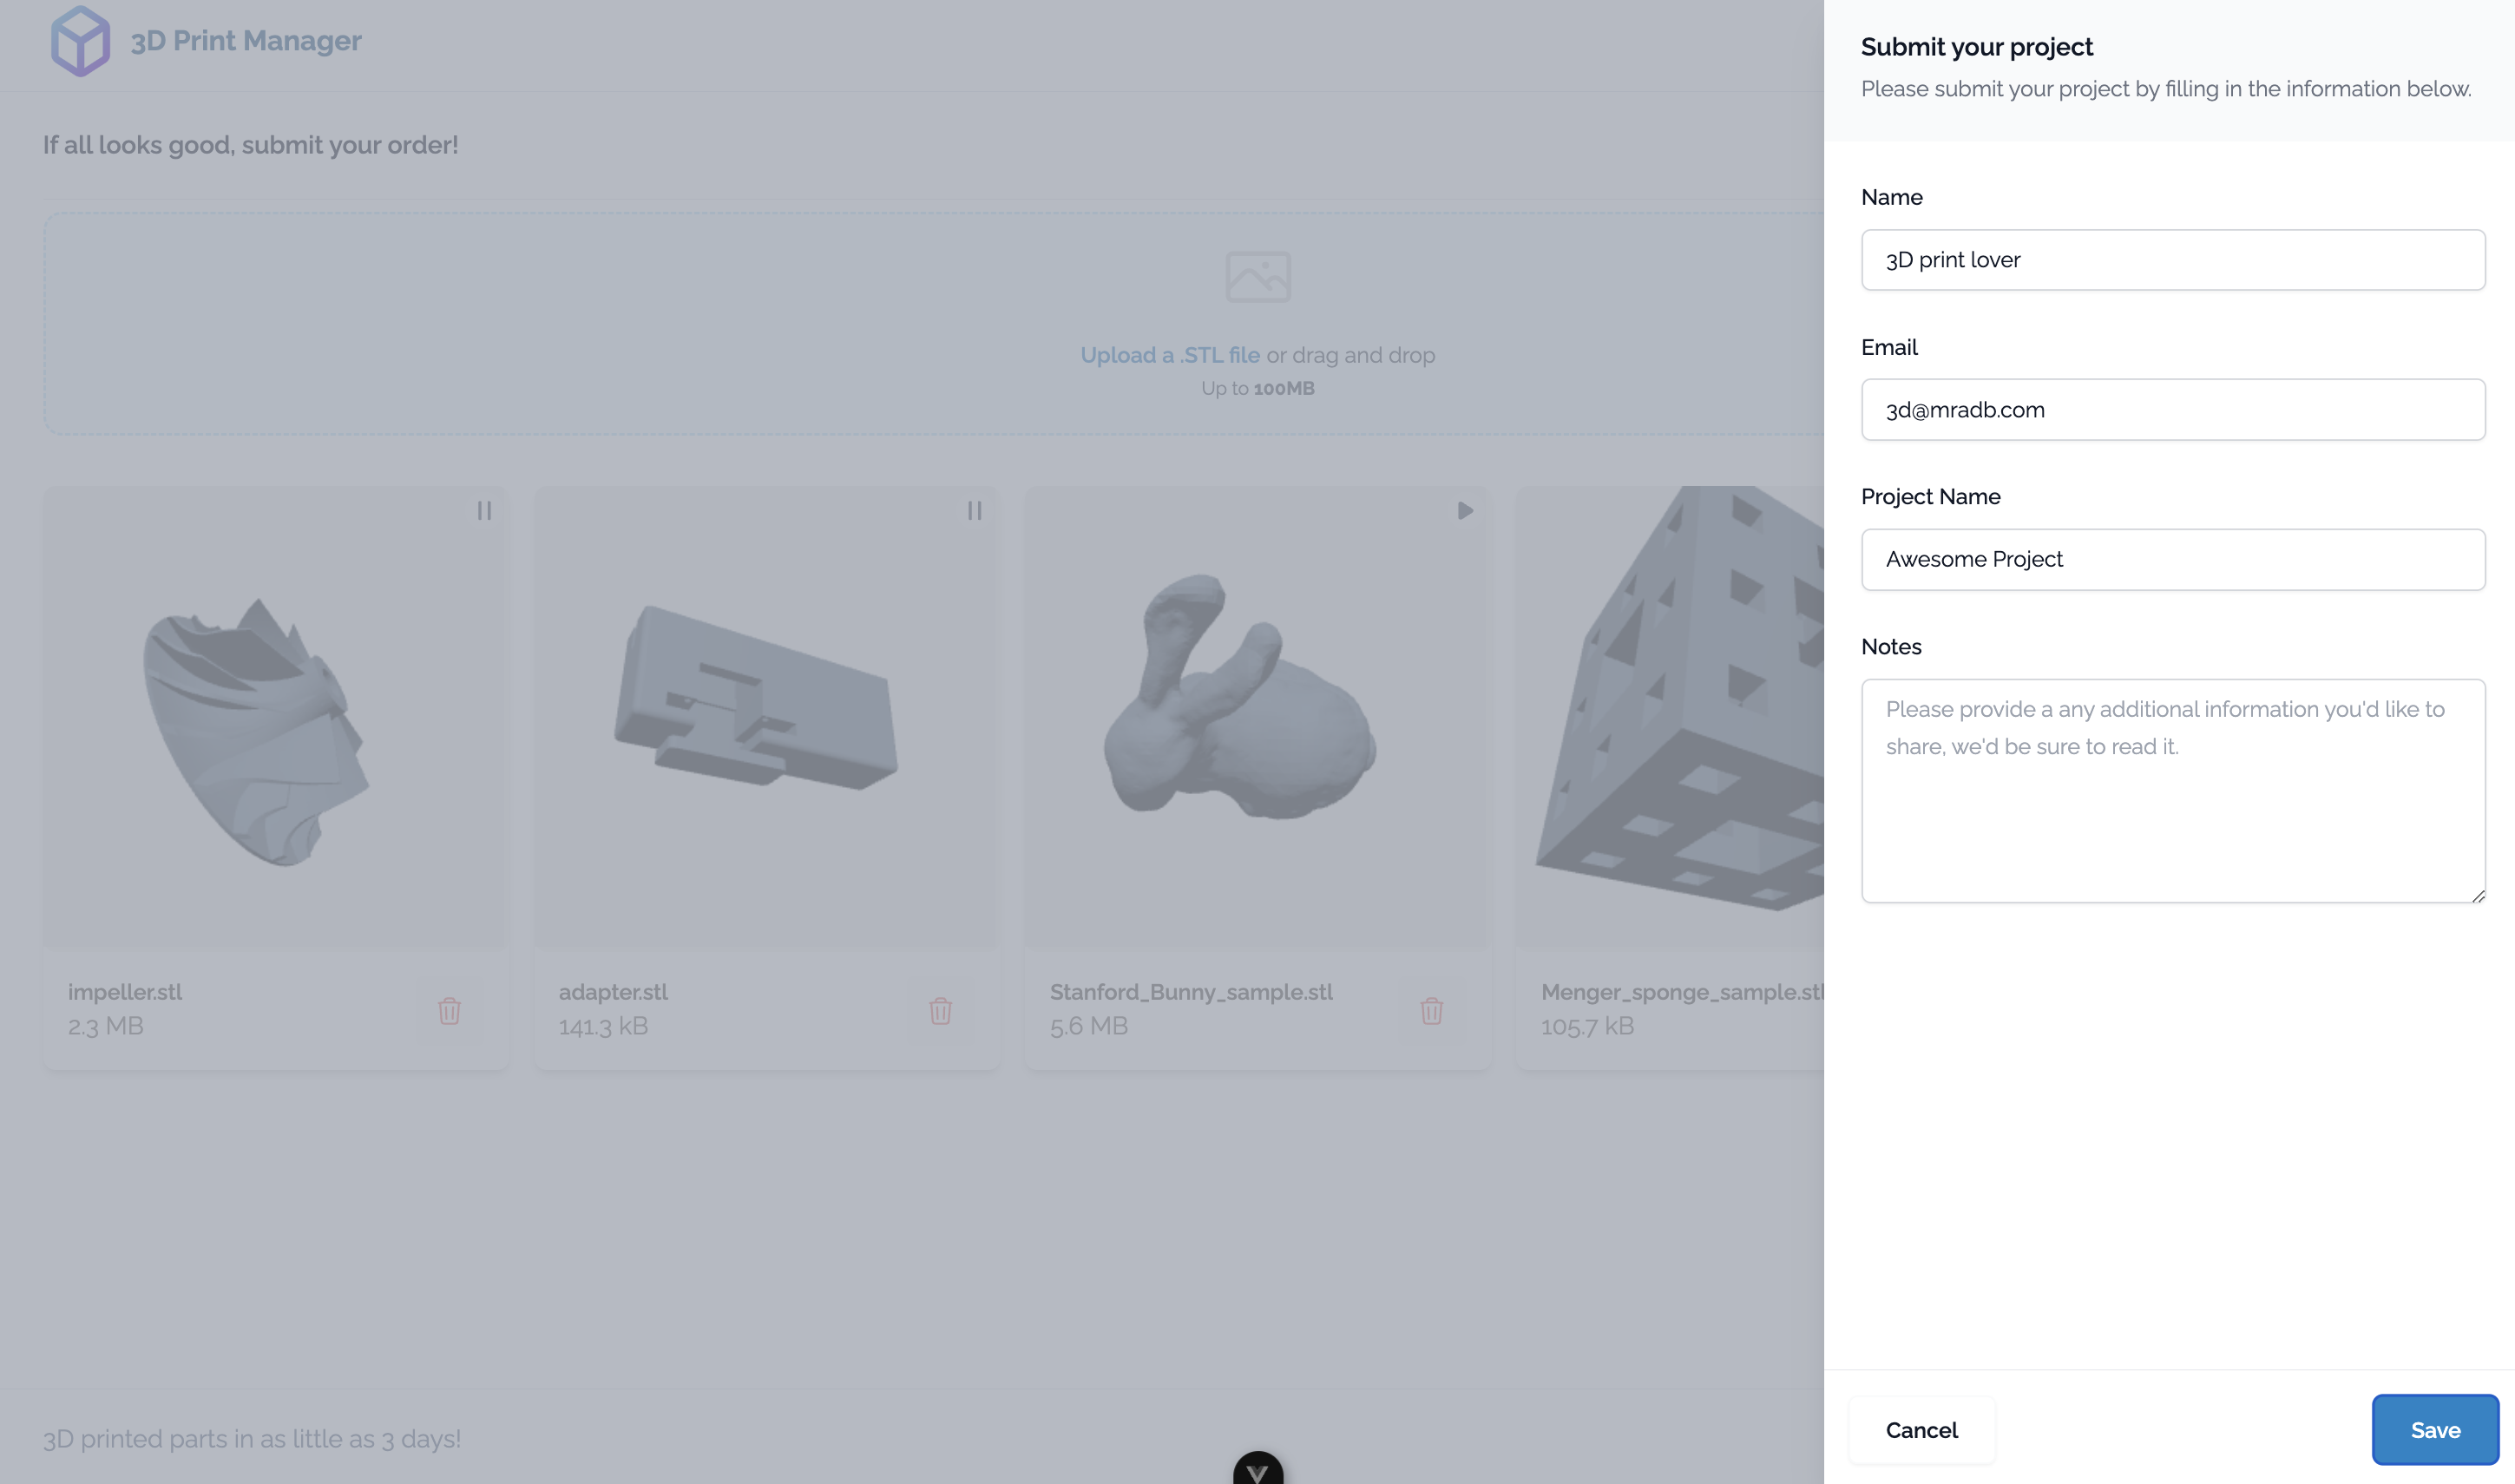 3D Print Manager
If all looks good, submit your order!
Upload a .STL file or drag and drop
Up to 100MB
impeller.stl
2.3 MB
adapter.stl
141.3 kB
Stanford_Bunny_sample.stl
5.6 MB
Menger_sponge_sample.stl
105.7 kB
3D printed parts in as little as 3 days!
Submit your project
Please submit your project by filling in the information below.
Name
3D print lover
Email
3d@mradb.com
Project Name
Awesome Project
Notes
Please provide a any additional information you'd like to
share, we'd be sure to read it.
Cancel
Save